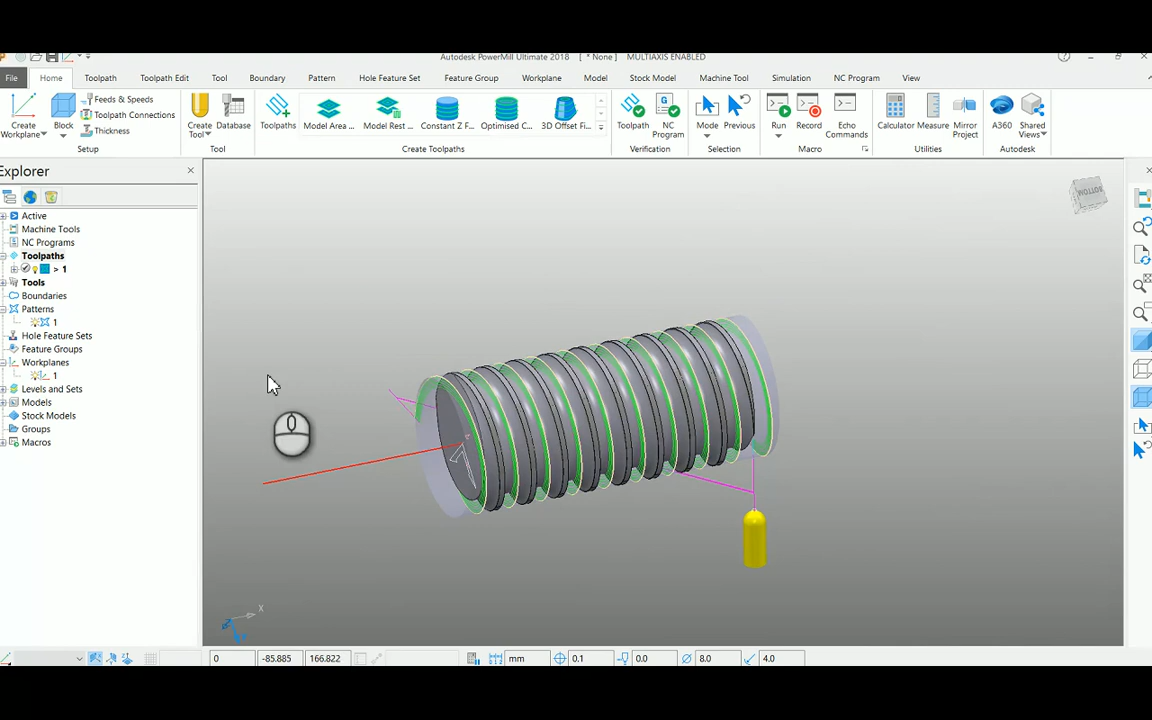 Autodesk PowerMill Ultimate 2018 [ * None ] MULTIAXIS ENABLED
File Home Toolpath Toolpath Edit Tool Boundary Pattern Hole Feature Set Feature Group Workplane Model Stock Model Machine Tool Simulation NC Program View
Create Workplane
Block
Feeds & Speeds
Toolpath Connections
Thickness
Create Tool
Database
Toolpaths
Model Area ...
Model Rest ...
Constant Z F...
Optimised C...
3D Offset Fi...
Toolpath
NC Program
Mode
Previous
Run
Record
Echo Commands
Calculator
Measure
Mirror Project
A360
Shared Views
Setup Tool Create Toolpaths Verification Selection Macro Utilities Autodesk
Explorer
Active
Machine Tools
NC Programs
Toolpaths
> 1
Tools
Boundaries
Patterns
1
Hole Feature Sets
Feature Groups
Workplanes
1
Levels and Sets
Models
Stock Models
Groups
Macros
BOTTOM
X
0 -85.885 166.822 mm 0.1 0.0 8.0 4.0